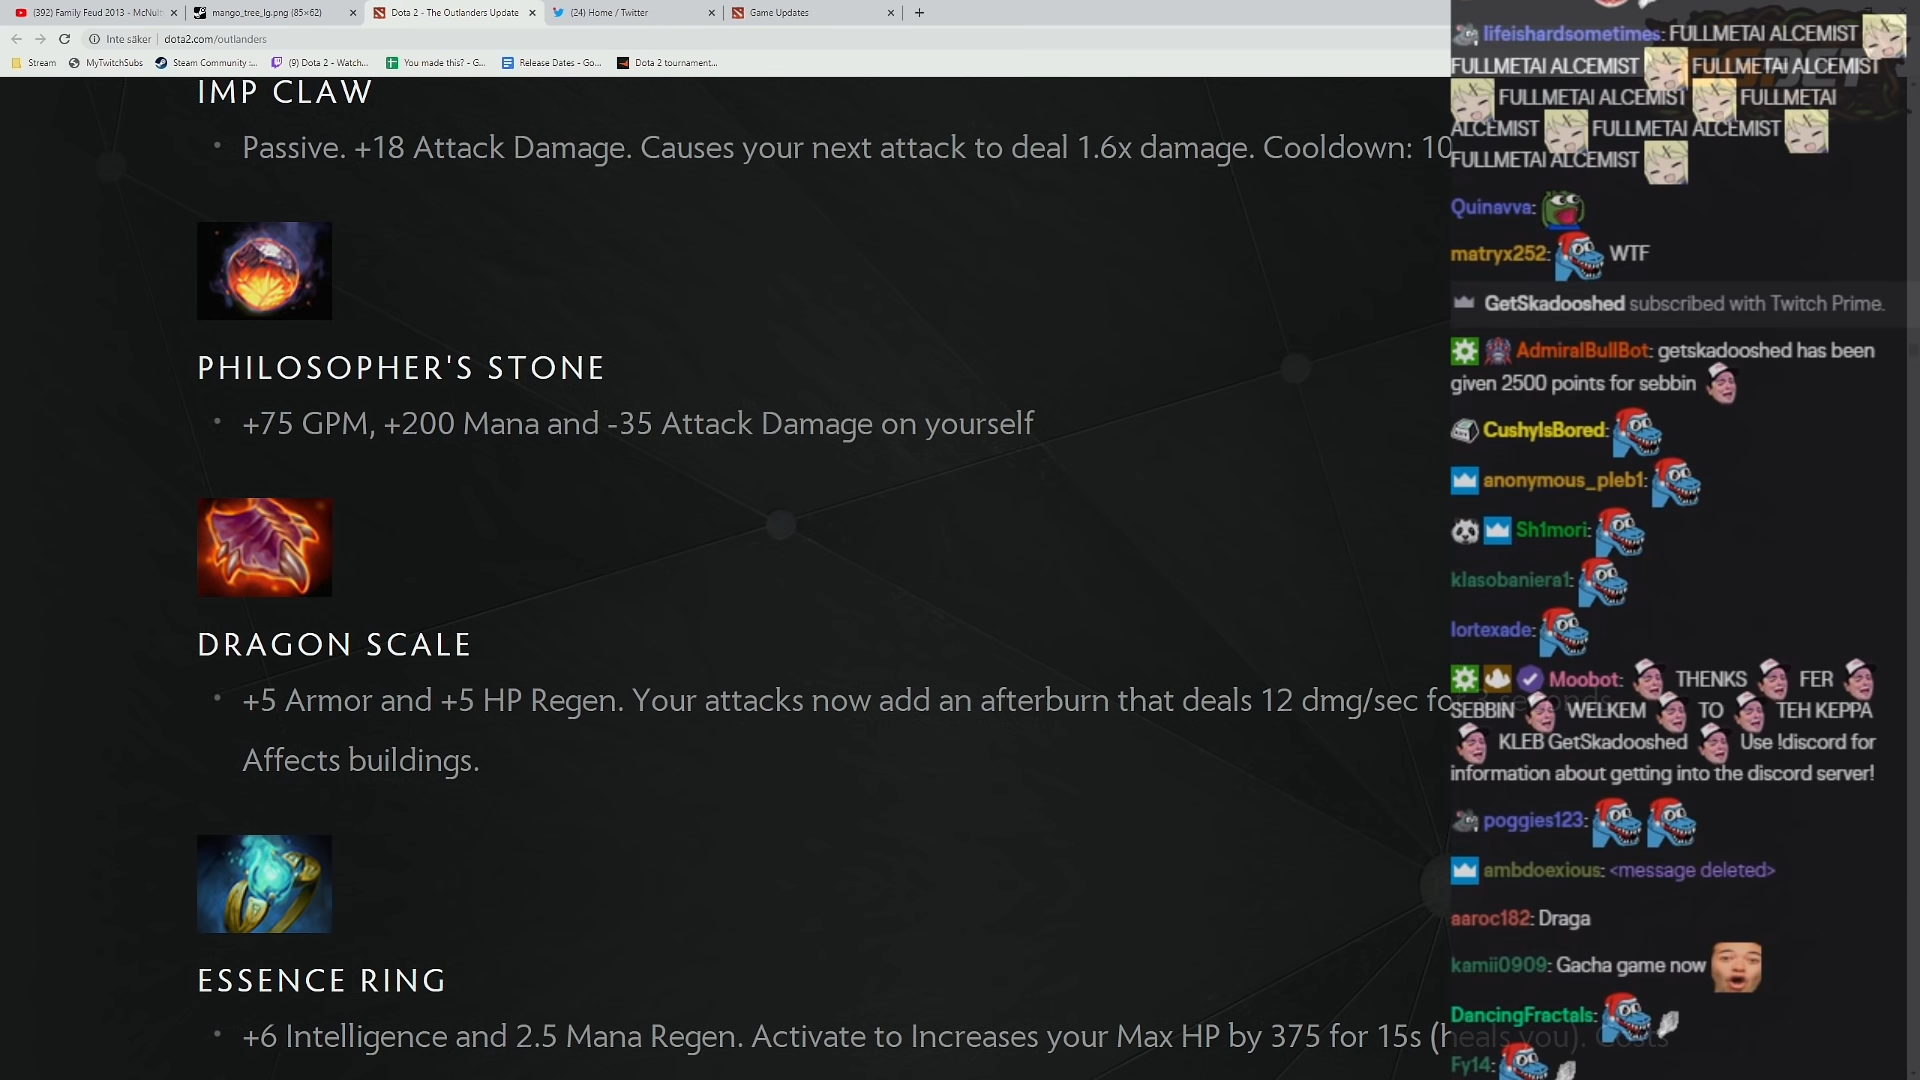 (392) Family Feud 2013 - McNult
mango_tree_lg.png (85×62)
Dota 2 - The Outlanders Update
(24) Home / Twitter
Game Updates
Inte säker | dota2.com/outlanders
Stream
MyTwitchSubs
Steam Community :...
(9) Dota 2 - Watch...
You made this? - G...
Release Dates - Go...
Dota 2 tournament...
IMP CLAW
• Passive. +18 Attack Damage. Causes your next attack to deal 1.6x damage. Cooldown: 10
PHILOSOPHER'S STONE
• +75 GPM, +200 Mana and -35 Attack Damage on yourself
DRAGON SCALE
• +5 Armor and +5 HP Regen. Your attacks now add an afterburn that deals 12 dmg/sec for 3 seconds.
Affects buildings.
ESSENCE RING
• +6 Intelligence and 2.5 Mana Regen. Activate to Increases your Max HP by 375 for 15s (heals you). Costs
lifeishardsometimes: FULLMETAl ALCEMIST
FULLMETAl ALCEMIST FULLMETAl ALCEMIST
FULLMETAl ALCEMIST FULLMETAl
ALCEMIST FULLMETAl ALCEMIST
FULLMETAl ALCEMIST
Quinavva:
matryx252: WTF
GetSkadooshed subscribed with Twitch Prime.
AdmiralBullBot: getskadooshed has been
given 2500 points for sebbin
CushyIsBored:
anonymous_pleb1:
Sh1mori:
klasobaniera1:
lortexade:
Moobot: THENKS FER
SEBBIN WELKEM TO TEH KEPPA
KLEB GetSkadooshed Use !discord for
information about getting into the discord server!
poggies123:
ambdoexious: <message deleted>
aaroc182: Draga
kamii0909: Gacha game now
DancingFractals:
Fy14: